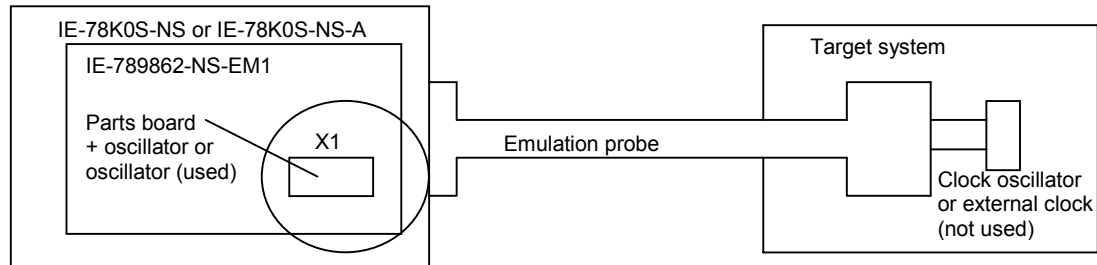 IE-78K0S-NS or IE-78K0S-NS-A
IE-789862-NS-EM1
Parts board
+ oscillator or
oscillator (used)
X1
Emulation probe
Target system
Clock oscillator
or external clock
(not used)